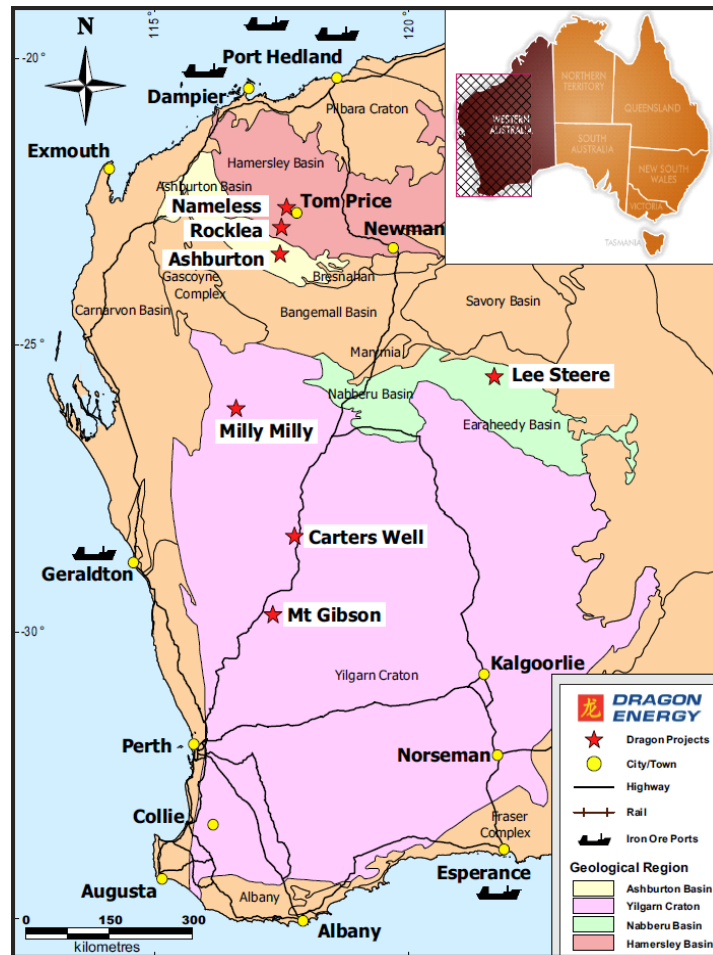 N
115°
120°
-20°
-25°
-30°
Port Hedland
Dampier
Pilbara Craton
Exmouth
Hamersley Basin
Ashburton Basin
Nameless
Tom Price
Rocklea
Newman
Ashburton
Bresnahan
Gascoyne
Complex
Carnarvon Basin
Bangemall Basin
Savory Basin
Marymia
Lee Steere
Nabberu Basin
Milly Milly
Earaheedy Basin
Carters Well
Geraldton
Mt Gibson
Kalgoorlie
Yilgarn Craton
Perth
Norseman
Collie
Fraser
Complex
Esperance
Augusta
Albany
Albany
0 150 300
kilometres
NORTHERN
TERRITORY
QUEENSLAND
WESTERN
AUSTRALIA
SOUTH
AUSTRALIA
NEW SOUTH
WALES
VICTORIA
TASMANIA
龙 DRAGON
ENERGY
Dragon Projects
City/Town
Highway
Rail
Iron Ore Ports
Geological Region
Ashburton Basin
Yilgarn Craton
Nabberu Basin
Hamersley Basin